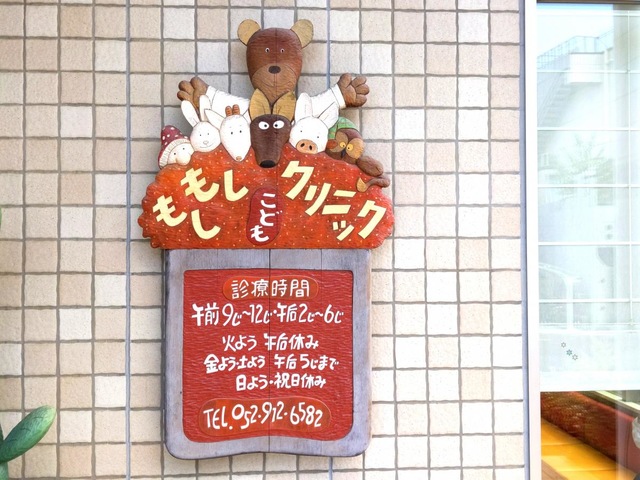 ももしし
こども
クリニック
診療時間
午前9じ~12じ・午后2じ~6じ
火よう 午后休み
金よう・土よう 午后5じまで
日よう・祝日休み
TEL.052-912-6582